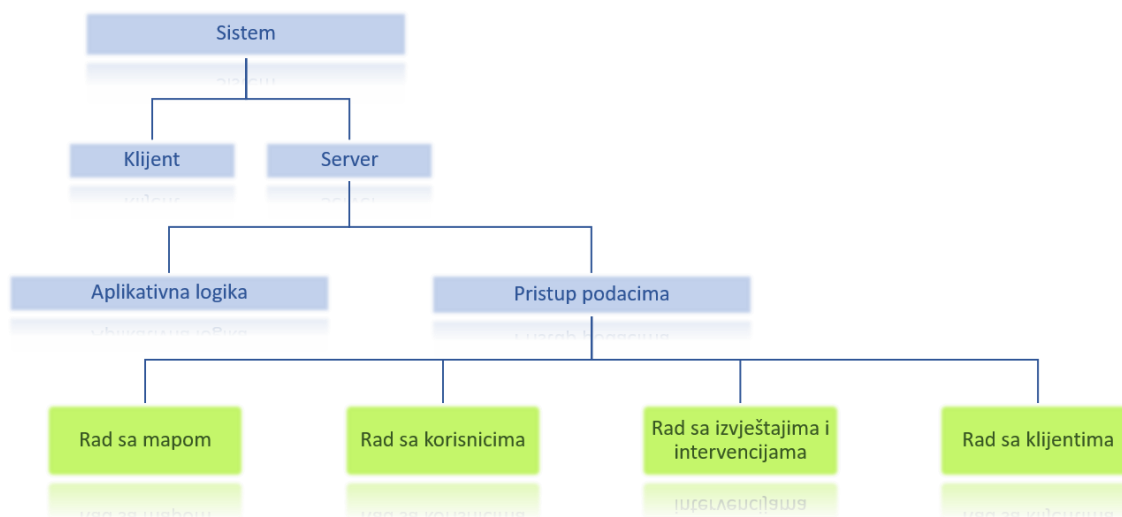 Sistem
Klijent
Server
Aplikativna logika
Pristup podacima
Rad sa mapom
Rad sa korisnicima
Rad sa izvještajima i
intervencijama
Rad sa klijentima